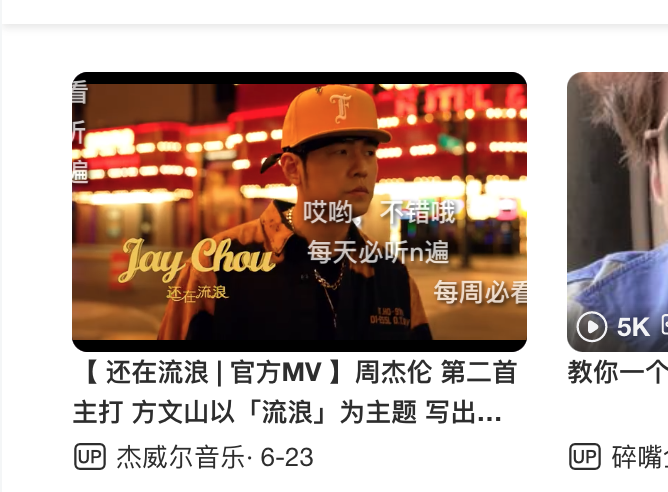 看
听
遍
哎哟，不错哦
每天必听n遍
每周必看
Jay Chou
还在流浪
5K
【 还在流浪 | 官方MV 】周杰伦 第二首
主打 方文山以「流浪」为主题 写出...
UP 杰威尔音乐· 6-23
教你一个
UP 碎嘴